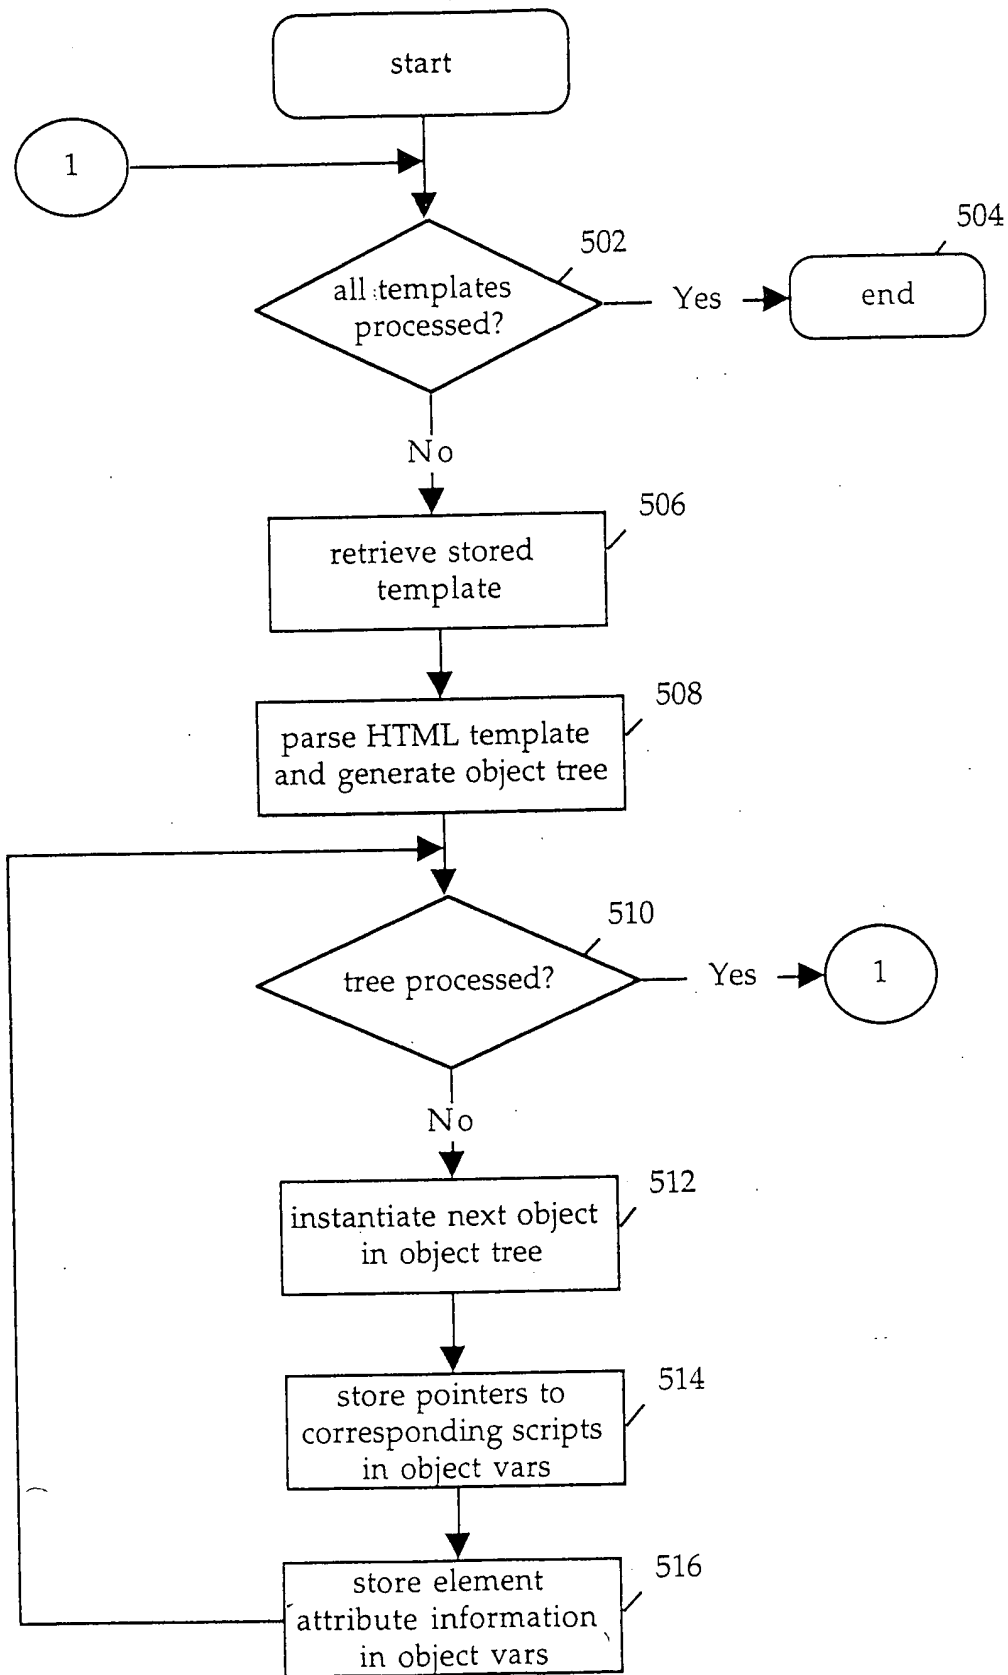 start
1
502
504
all templates
processed?
Yes
end
No
506
retrieve stored
template
508
parse HTML template
and generate object tree
510
tree processed?
Yes
1
No
512
instantiate next object
in object tree
514
store pointers to
corresponding scripts
in object vars
516
store element
attribute information
in object vars